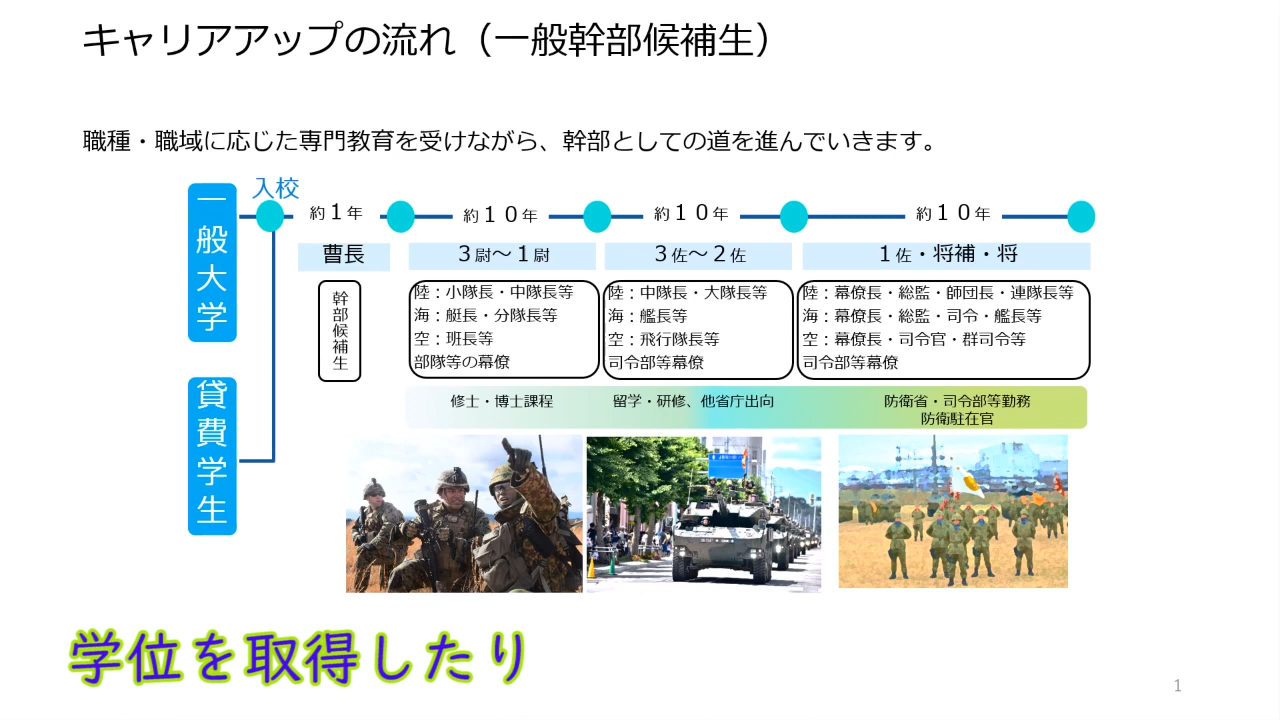 キャリアアップの流れ（一般幹部候補生）
職種・職域に応じた専門教育を受けながら、幹部としての道を進んでいきます。
入校
一般大学
貸費学生
約１年
約１０年
約１０年
約１０年
曹長
３尉～１尉
３佐～２佐
１佐・将補・将
幹部候補生
陸：小隊長・中隊長等
海：艇長・分隊長等
空：班長等
部隊等の幕僚
陸：中隊長・大隊長等
海：艦長等
空：飛行隊長等
司令部等幕僚
陸：幕僚長・総監・師団長・連隊長等
海：幕僚長・総監・司令・艦長等
空：幕僚長・司令官・群司令等
司令部等幕僚
修士・博士課程
留学・研修、他省庁出向
防衛省・司令部等勤務
防衛駐在官
学位を取得したり
1